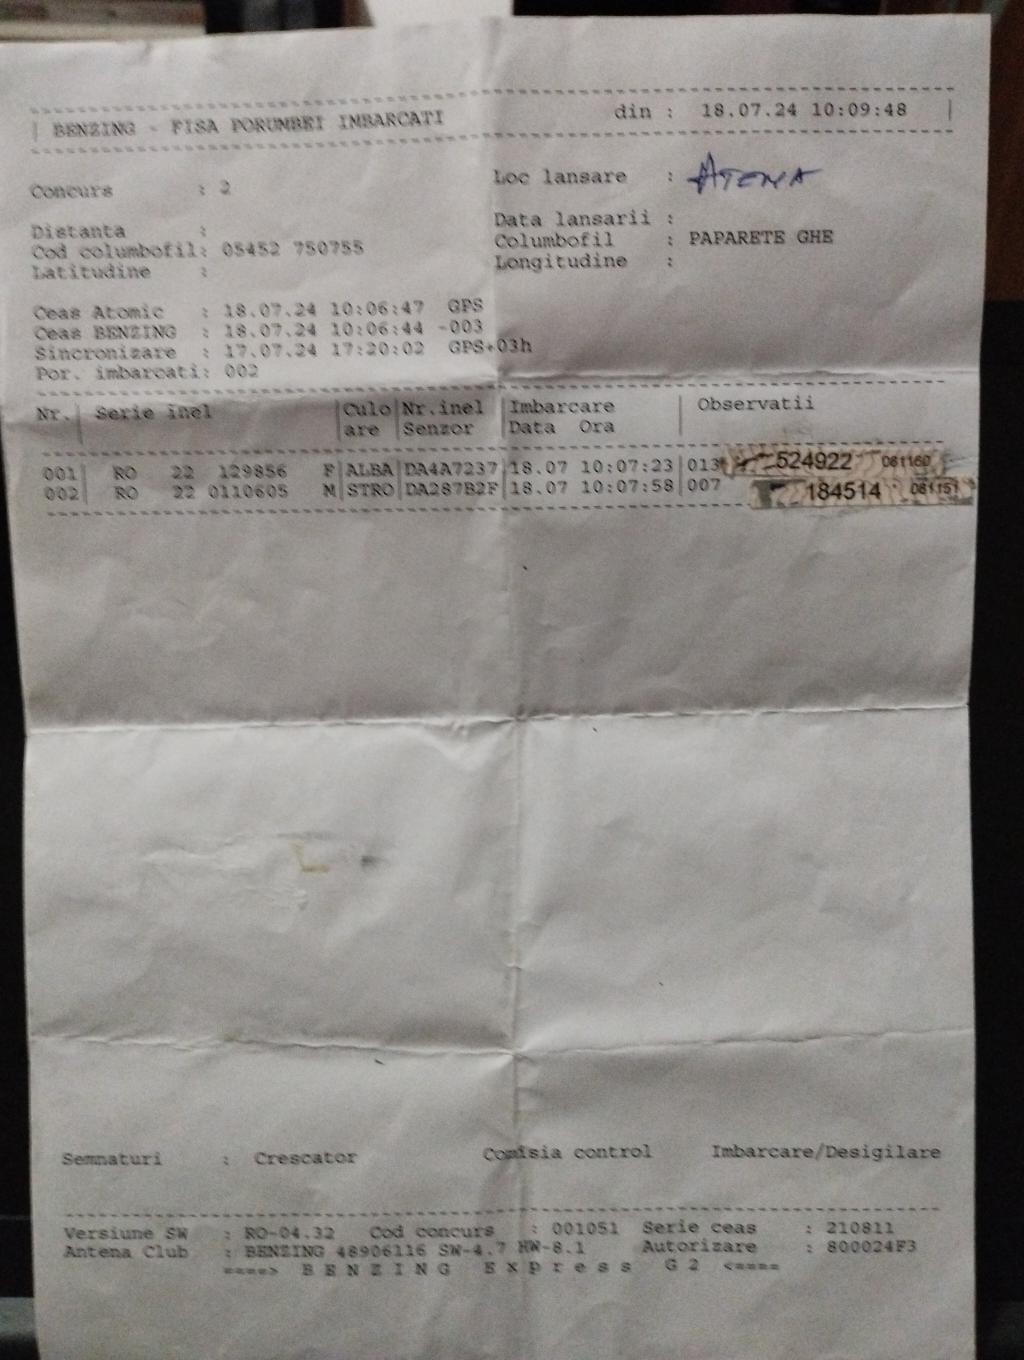 BENZING - FISA PORUMBEI IMBARCATI din : 18.07.24 10:09:48
Concurs : 2 Loc lansare : ATENA
Distanta : Data lansarii :
Cod columbofil: 05452 750755 Columbofil : PAPARETE GHE
Latitudine : Longitudine :
Ceas Atomic : 18.07.24 10:06:47 GPS
Ceas BENZING : 18.07.24 10:06:44 -003
Sincronizare : 17.07.24 17:20:02 GPS+03h
Por. imbarcati: 002
Nr.| Serie inel |Culo|Nr.inel |Imbarcare | Observatii
|are |Senzor |Data Ora |
001| RO 22 129856 F|ALBA|DA4A7237|18.07 10:07:23|013 524922 081160
002| RO 22 0110605 M|STRO|DA287B2F|18.07 10:07:58|007 184514 081151
Semnaturi : Crescator Comisia control Imbarcare/Desigilare
Versiune SW : RO-04.32 Cod concurs : 001051 Serie ceas : 210811
Antena Club : BENZING 48906116 SW-4.7 HW-8.1 Autorizare : 800024F3
====> B E N Z I N G E x p r e s s G 2 <====